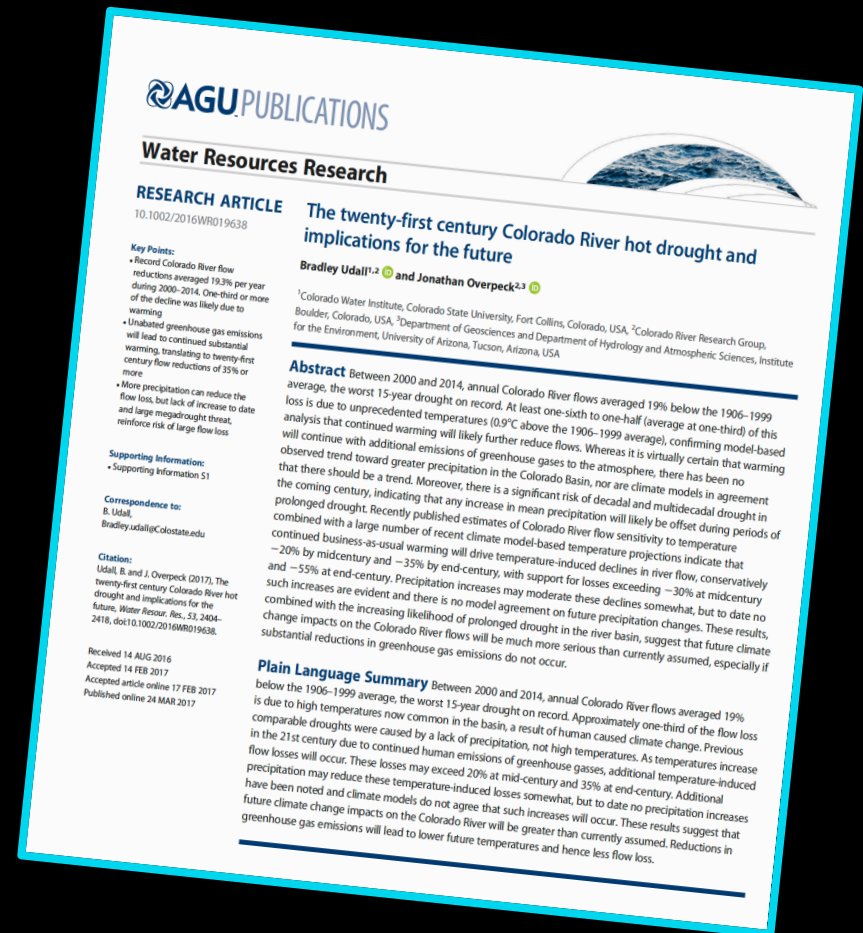 AGU PUBLICATIONS
Water Resources Research
RESEARCH ARTICLE
10.1002/2016WR019638
Key Points:
• Record Colorado River flow
reductions averaged 19.3% per year
during 2000–2014. One-third or more
of the decline was likely due to
warming
• Unabated greenhouse gas emissions
will lead to continued substantial
warming, translating to twenty-first
century flow reductions of 35% or
more
• More precipitation can reduce the
flow loss, but lack of increase to date
and large megadrought threat,
reinforce risk of large flow loss
Supporting Information:
• Supporting Information S1
Correspondence to:
B. Udall,
Bradley.udall@Colostate.edu
Citation:
Udall, B. and J. Overpeck (2017), The
twenty-first century Colorado River hot
drought and implications for the
future, Water Resour. Res., 53, 2404–
2418, doi:10.1002/2016WR019638.
Received 14 AUG 2016
Accepted 14 FEB 2017
Accepted article online 17 FEB 2017
Published online 24 MAR 2017
The twenty-first century Colorado River hot drought and
implications for the future
Bradley Udall1,2 iD and Jonathan Overpeck2,3 iD
1Colorado Water Institute, Colorado State University, Fort Collins, Colorado, USA, 2Colorado River Research Group,
Boulder, Colorado, USA, 3Department of Geosciences and Department of Hydrology and Atmospheric Sciences, Institute
for the Environment, University of Arizona, Tucson, Arizona, USA
Abstract Between 2000 and 2014, annual Colorado River flows averaged 19% below the 1906–1999
average, the worst 15-year drought on record. At least one-sixth to one-half (average at one-third) of this
loss is due to unprecedented temperatures (0.9°C above the 1906–1999 average), confirming model-based
analysis that continued warming will likely further reduce flows. Whereas it is virtually certain that warming
will continue with additional emissions of greenhouse gases to the atmosphere, there has been no
observed trend toward greater precipitation in the Colorado Basin, nor are climate models in agreement
that there should be a trend. Moreover, there is a significant risk of decadal and multidecadal drought in
the coming century, indicating that any increase in mean precipitation will likely be offset during periods of
prolonged drought. Recently published estimates of Colorado River flow sensitivity to temperature
combined with a large number of recent climate model-based temperature projections indicate that
continued business-as-usual warming will drive temperature-induced declines in river flow, conservatively
−20% by midcentury and −35% by end-century, with support for losses exceeding −30% at midcentury
and −55% at end-century. Precipitation increases may moderate these declines somewhat, but to date no
such increases are evident and there is no model agreement on future precipitation changes. These results,
combined with the increasing likelihood of prolonged drought in the river basin, suggest that future climate
change impacts on the Colorado River flows will be much more serious than currently assumed, especially if
substantial reductions in greenhouse gas emissions do not occur.
Plain Language Summary Between 2000 and 2014, annual Colorado River flows averaged 19%
below the 1906–1999 average, the worst 15-year drought on record. Approximately one-third of the flow loss
is due to high temperatures now common in the basin, a result of human caused climate change. Previous
comparable droughts were caused by a lack of precipitation, not high temperatures. As temperatures increase
in the 21st century due to continued human emissions of greenhouse gasses, additional temperature-induced
flow losses will occur. These losses may exceed 20% at mid-century and 35% at end-century. Additional
precipitation may reduce these temperature-induced losses somewhat, but to date no precipitation increases
have been noted and climate models do not agree that such increases will occur. These results suggest that
future climate change impacts on the Colorado River will be greater than currently assumed. Reductions in
greenhouse gas emissions will lead to lower future temperatures and hence less flow loss.